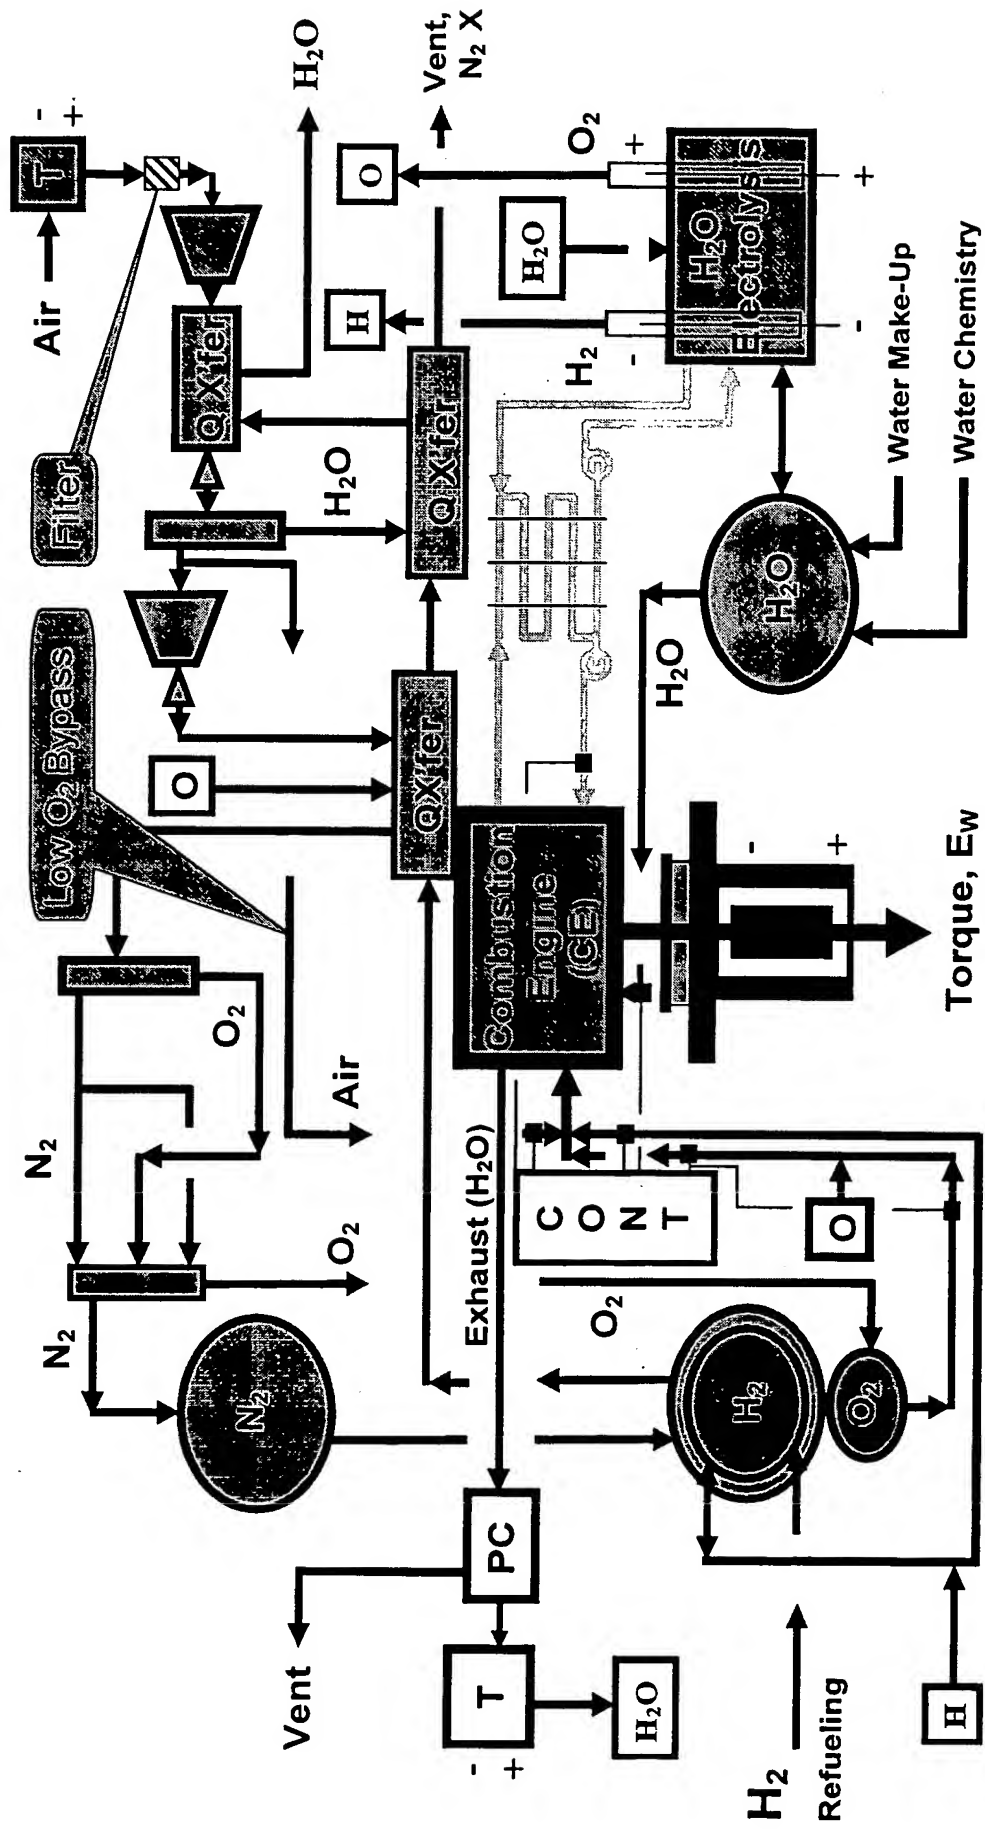 N₂
N₂
Low O₂ Bypass
Filter
Air
T
-
+
O
Q X'fer
O₂
N₂
Vent
H₂O
H₂O
O₂
Air
H
O
QX'fer
Q X'fer
Vent,
N₂ X
Exhaust (H₂O)
-
+
T
PC
Combustion
Engine
(CE)
H₂O
C
O
N
T
H₂
O₂
-
+
O₂
H₂O
H₂O
H₂O
Electrolysis
H₂
-
+
H₂O
H₂
Refueling
O
O₂
-
+
-
+
Water Make-Up
H
Torque, Eᴡ
Water Chemistry